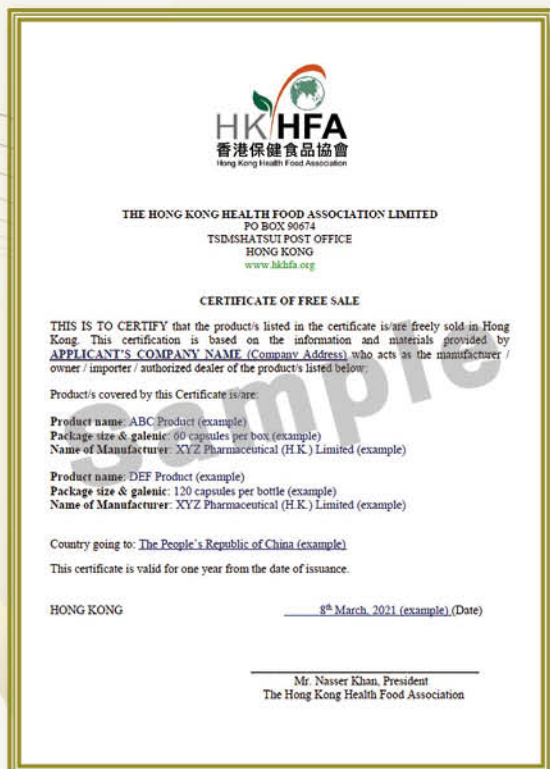 HKHFA
香港保健食品協會
Hong Kong Health Food Association
THE HONG KONG HEALTH FOOD ASSOCIATION LIMITED
PO BOX 90674
TSIMSHATSUI POST OFFICE
HONG KONG
www.hkhfa.org
CERTIFICATE OF FREE SALE
THIS IS TO CERTIFY that the product/s listed in the certificate is/are freely sold in Hong
Kong. This certification is based on the information and materials provided by
APPLICANT'S COMPANY NAME (Company Address) who acts as the manufacturer /
owner / importer / authorized dealer of the product/s listed below:
Product/s covered by this Certificate is/are:
Product name: ABC Product (example)
Package size & galenic: 60 capsules per box (example)
Name of Manufacturer: XYZ Pharmaceutical (H.K.) Limited (example)
Product name: DEF Product (example)
Package size & galenic: 120 capsules per bottle (example)
Name of Manufacturer: XYZ Pharmaceutical (H.K.) Limited (example)
Country going to: The People's Republic of China (example)
This certificate is valid for one year from the date of issuance.
HONG KONG 8th March, 2021 (example) (Date)
Mr. Nasser Khan, President
The Hong Kong Health Food Association
Sample